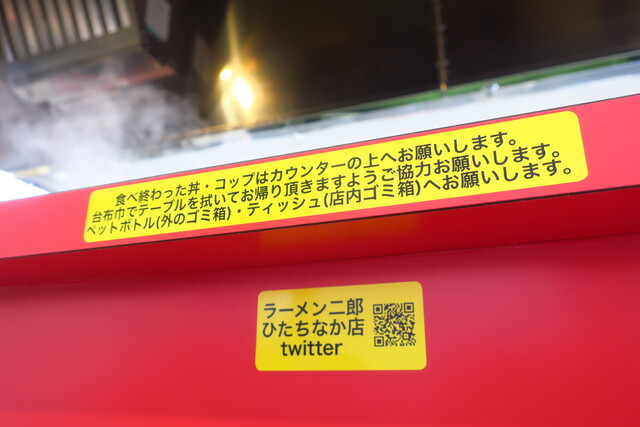 食べ終わった丼・コップはカウンターの上へお願いします。
台布巾でテーブルを拭いてお帰り頂きますようご協力お願いします。
ペットボトル(外のゴミ箱)・ティッシュ(店内ゴミ箱)へお願いします。
ラーメン二郎
ひたちなか店
twitter